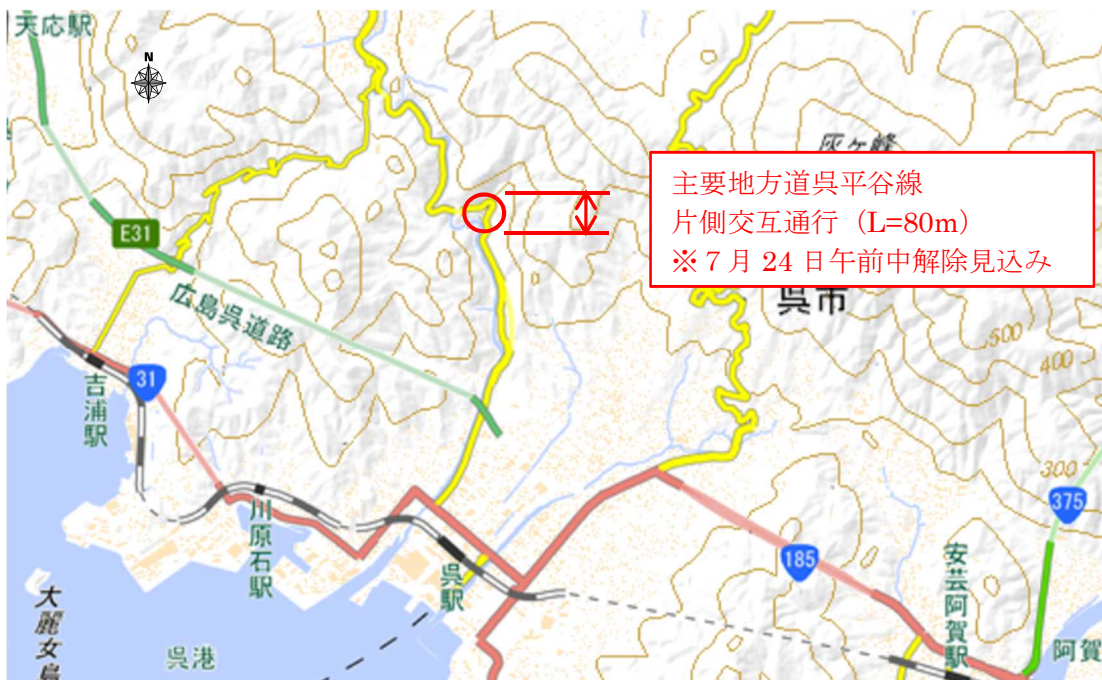 天応駅
N
灰ヶ峰
主要地方道呉平谷線
片側交互通行（L=80m）
※７月 24 日午前中解除見込み
E31
広島呉道路
呉市
500
400
31
吉浦駅
300
375
川原石駅
185
呉駅
安芸阿賀駅
大麗女島
呉港
阿賀